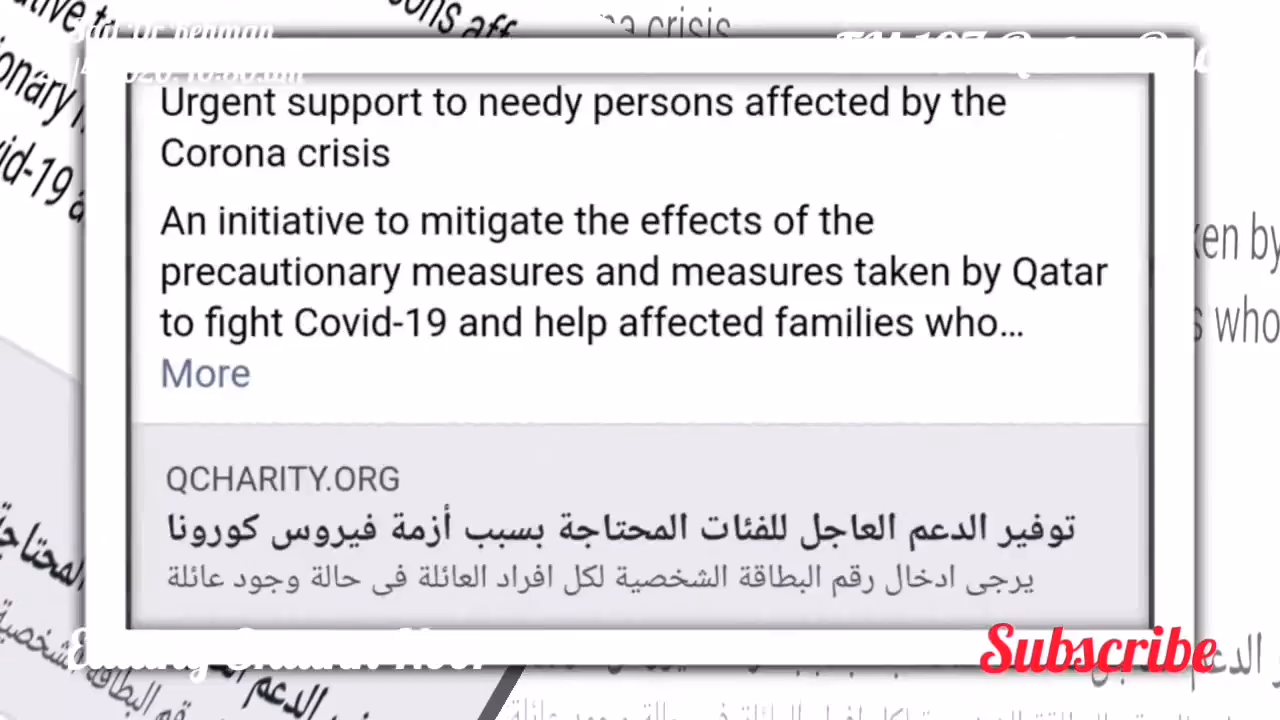 Urgent support to needy persons affected by the
Corona crisis
An initiative to mitigate the effects of the
precautionary measures and measures taken by Qatar
to fight Covid-19 and help affected families who…
More
QCHARITY.ORG
توفير الدعم العاجل للفئات المحتاجة بسبب أزمة فيروس كورونا
يرجى ادخال رقم البطاقة الشخصية لكل افراد العائلة فى حالة وجود عائلة
Subscribe